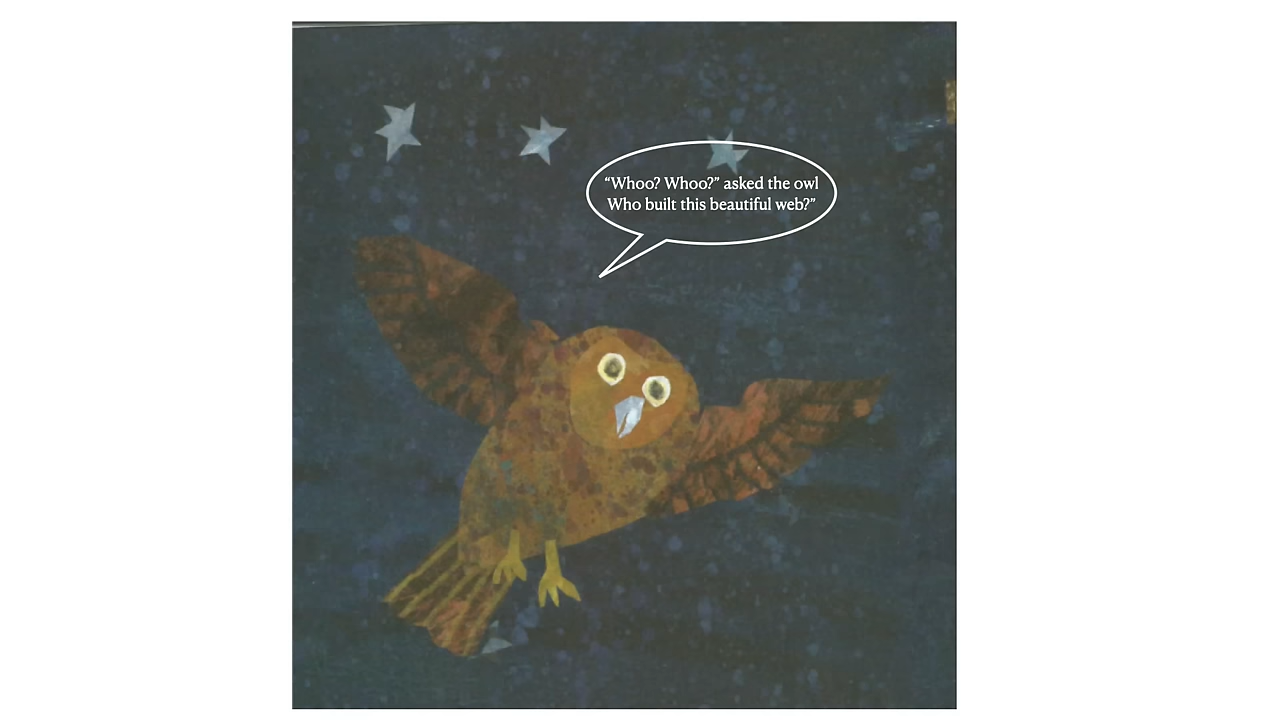 “Whoo? Whoo?” asked the owl
Who built this beautiful web?”